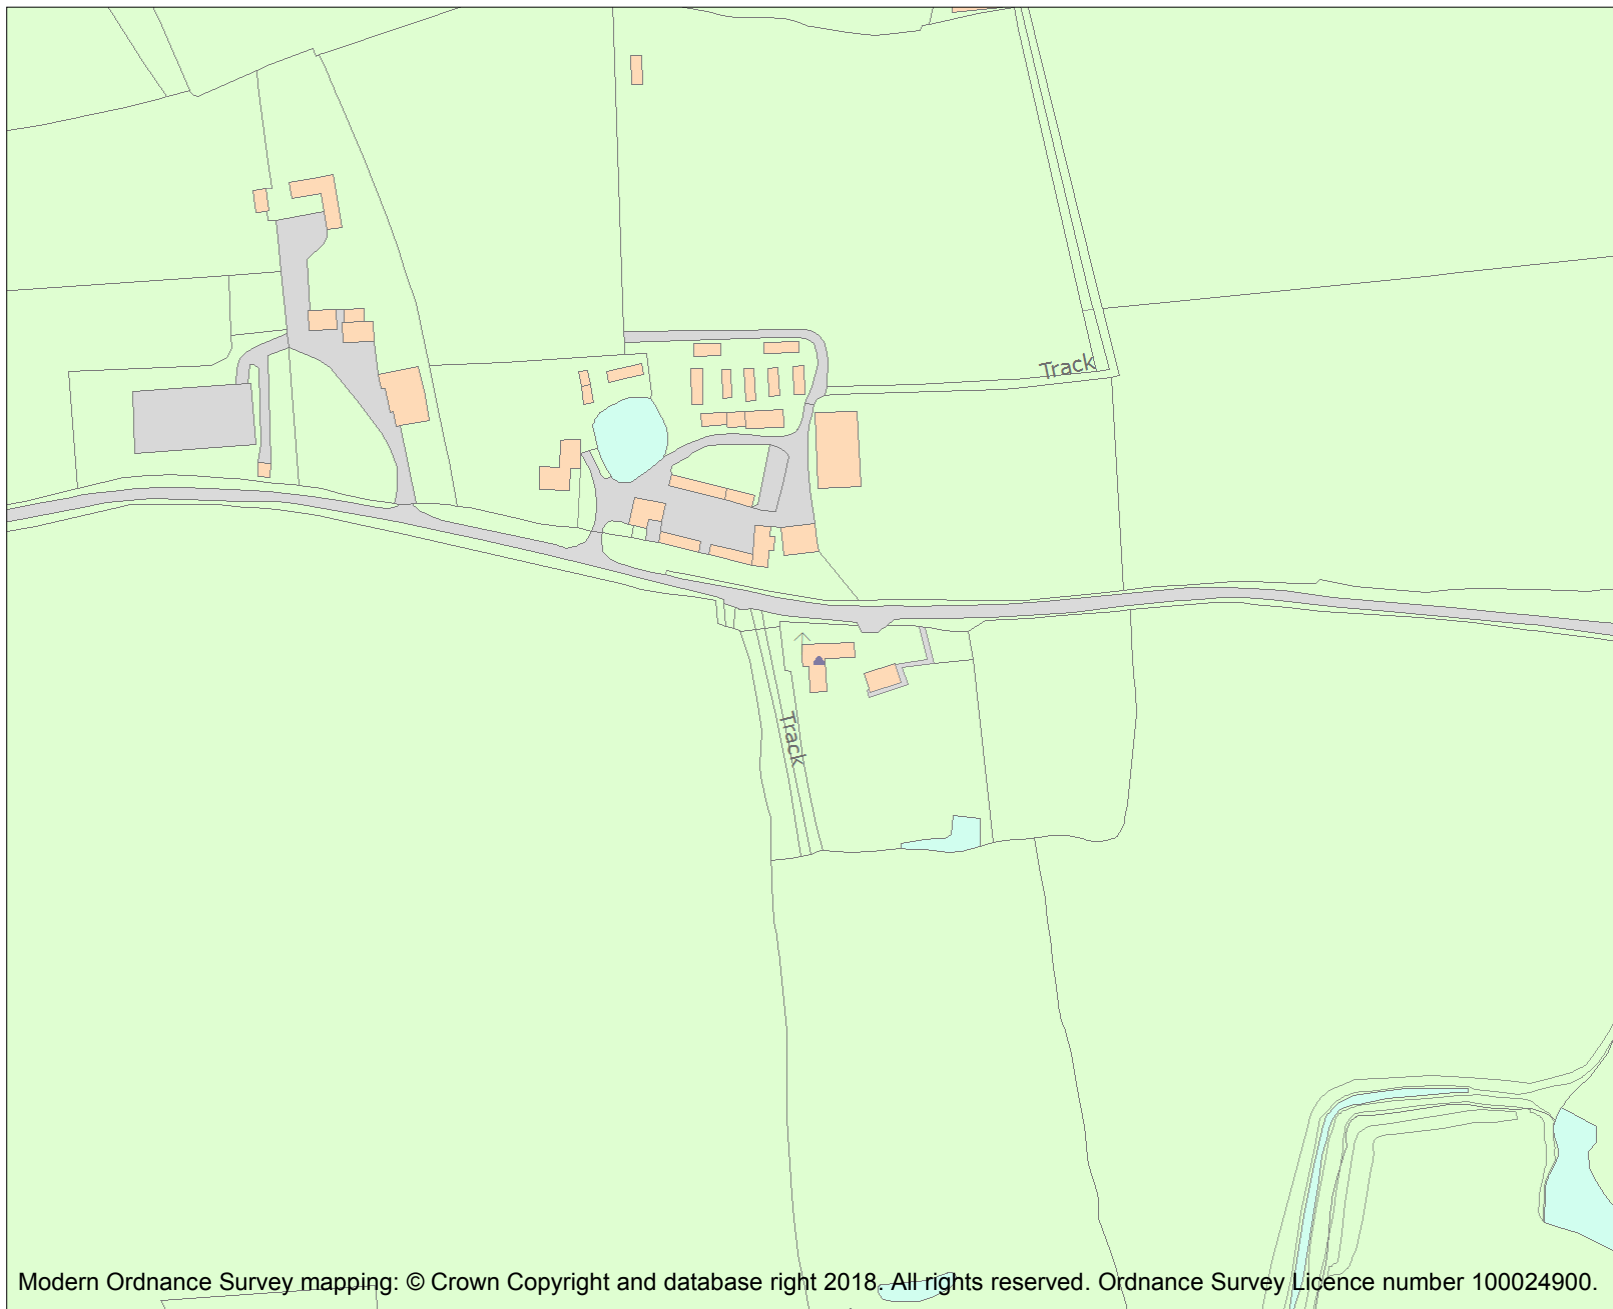 Track
Track
Modern Ordnance Survey mapping: © Crown Copyright and database right 2018. All rights reserved. Ordnance Survey Licence number 100024900.